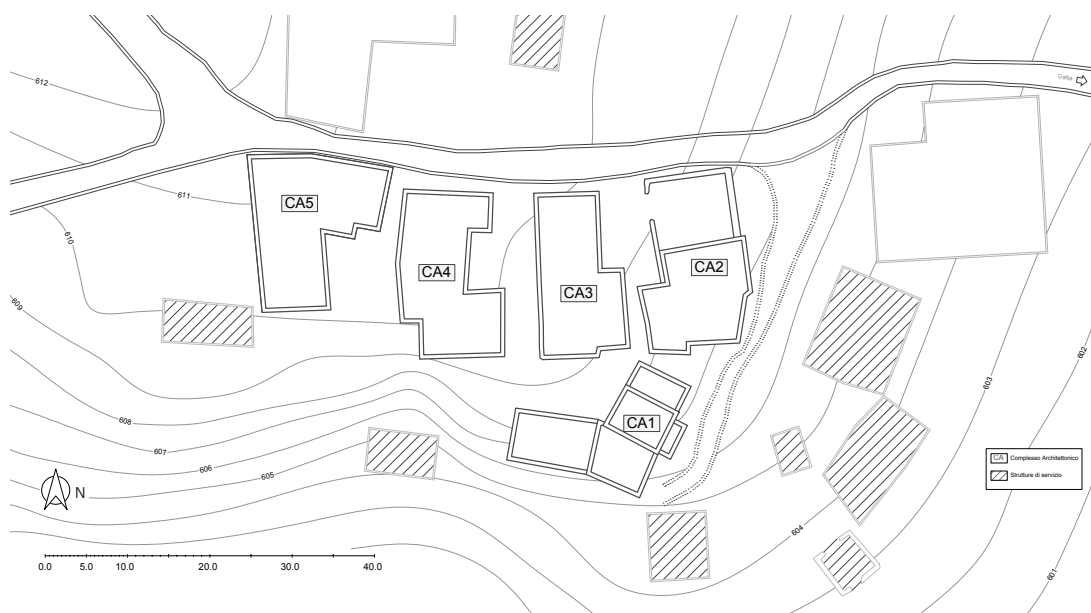 612
Gatta
611
CA5
610
CA4
CA3
CA2
609
602
603
608
CA1
607
606
605
CA Complesso Architettonico
Strutture di servizio
N
604
0.0 5.0 10.0 20.0 30.0 40.0
601